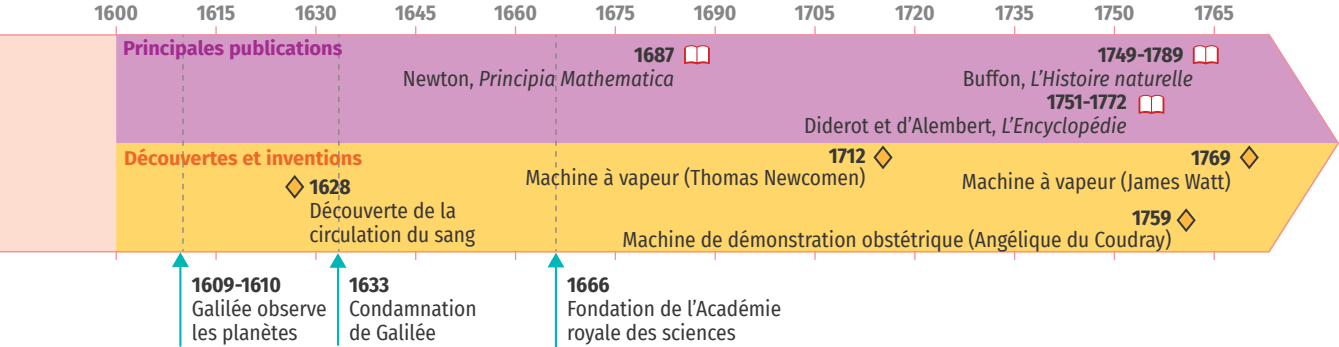 1600 1615 1630 1645 1660 1675 1690 1705 1720 1735 1750 1765
Principales publications
1687
Newton, Principia Mathematica
1749-1789
Buffon, L'Histoire naturelle
1751-1772
Diderot et d'Alembert, L'Encyclopédie
Découvertes et inventions
1628
Découverte de la
circulation du sang
1712
Machine à vapeur (Thomas Newcomen)
1769
Machine à vapeur (James Watt)
1759
Machine de démonstration obstétrique (Angélique du Coudray)
1609-1610
Galilée observe
les planètes
1633
Condamnation
de Galilée
1666
Fondation de l'Académie
royale des sciences